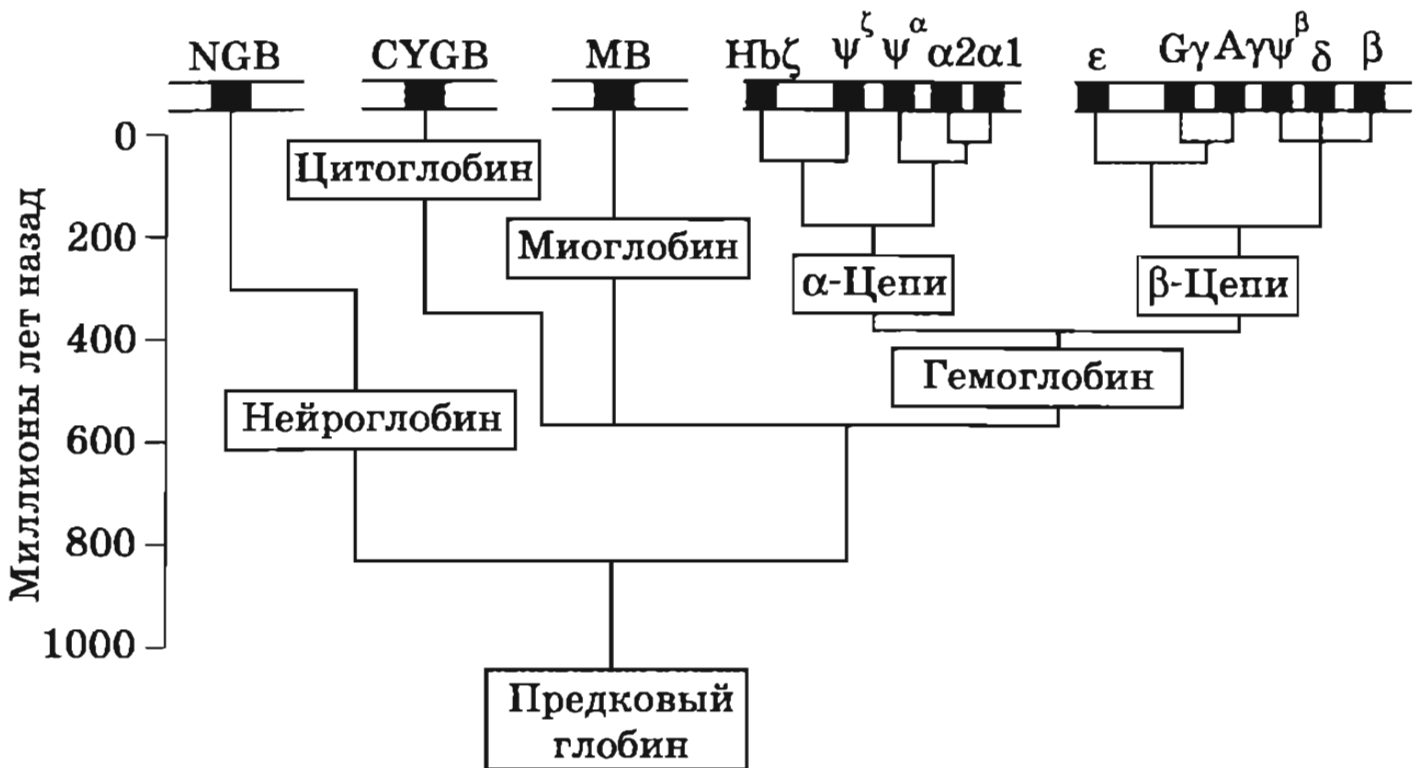 NGB CYGB MB Hbζ ψζ ψα α2 α1 ε Gγ Aγ ψβ δ β
0
Цитоглобин
200
Миоглобин
α-Цепи
β-Цепи
400
Гемоглобин
Нейроглобин
600
800
1000
Миллионы лет назад
Предковый
глобин